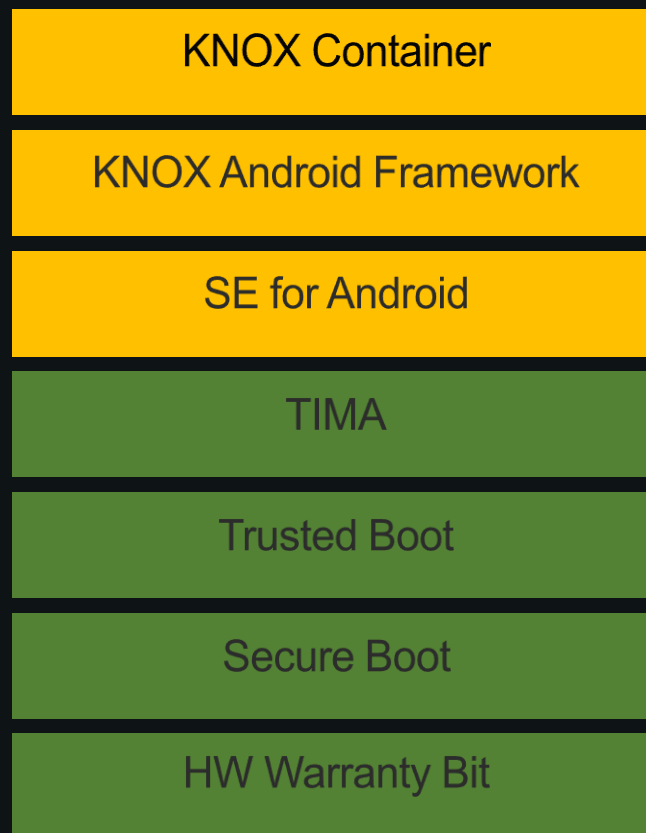 KNOX Container
KNOX Android Framework
SE for Android
TIMA
Trusted Boot
Secure Boot
HW Warranty Bit